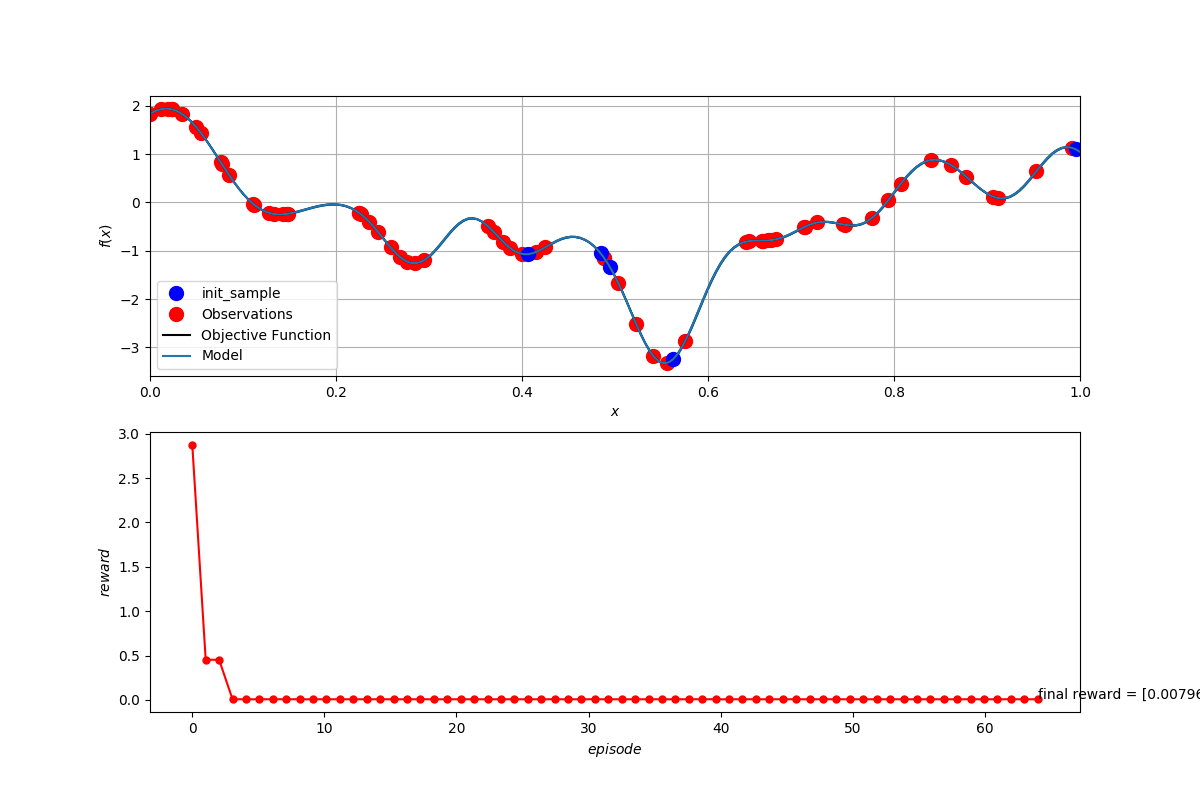 2
1
0
−1
−2
−3
f(x)
init_sample
Observations
Objective Function
Model
0.0 0.2 0.4 0.6 0.8 1.0
x
3.0
2.5
2.0
1.5
1.0
0.5
0.0
reward
final reward = [0.00796
0 10 20 30 40 50 60
episode